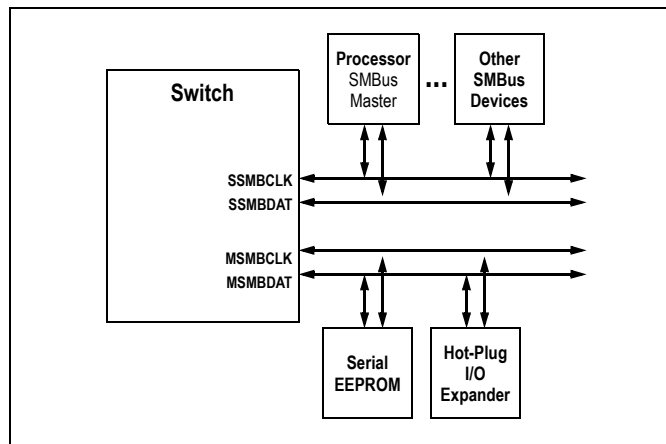 Processor
SMBus
Master
...
Other
SMBus
Devices
Switch
SSMBCLK
SSMBDAT
MSMBCLK
MSMBDAT
Serial
EEPROM
Hot-Plug
I/O
Expander